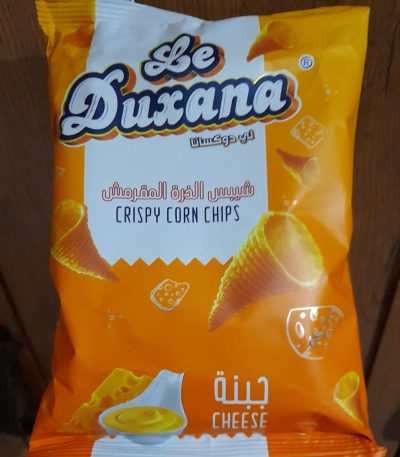 Le
Duxana
®
لي دوكسانا
شيبس الذرة المقرمش
CRISPY CORN CHIPS
جبنة
CHEESE